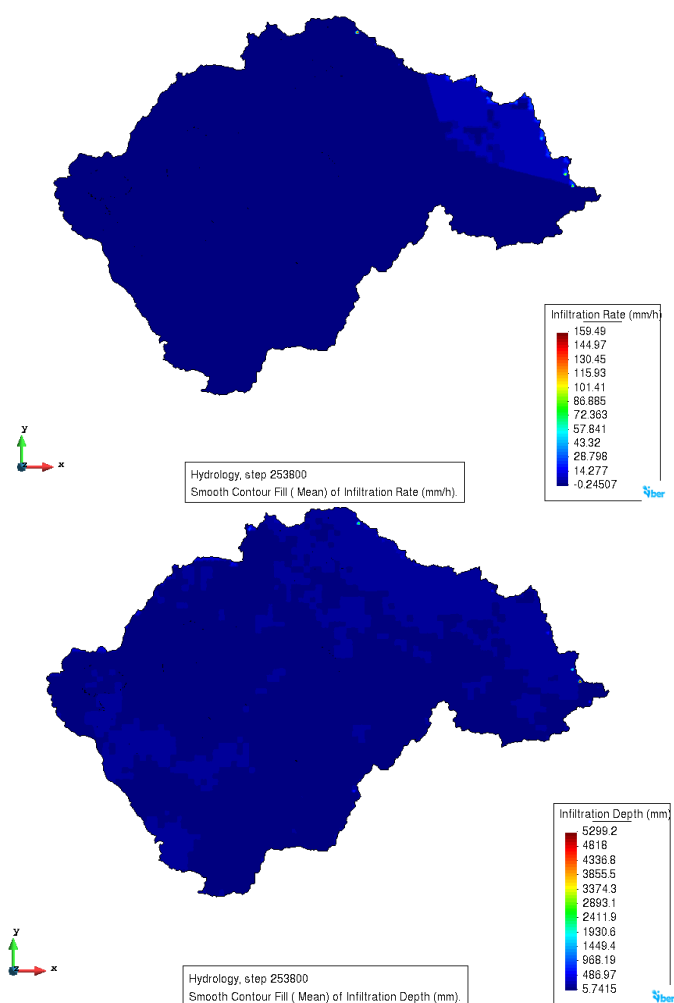 Infiltration Rate (mm/h)
159.49
144.97
130.45
115.93
101.41
86.885
72.363
57.841
43.32
28.798
14.277
-0.24507
y
x
z
iber
Hydrology, step 253800
Smooth Contour Fill ( Mean) of Infiltration Rate (mm/h).
Infiltration Depth (mm)
5299.2
4818
4336.8
3855.5
3374.3
2893.1
2411.9
1930.6
1449.4
968.19
486.97
5.7415
y
x
z
iber
Hydrology, step 253800
Smooth Contour Fill ( Mean) of Infiltration Depth (mm).